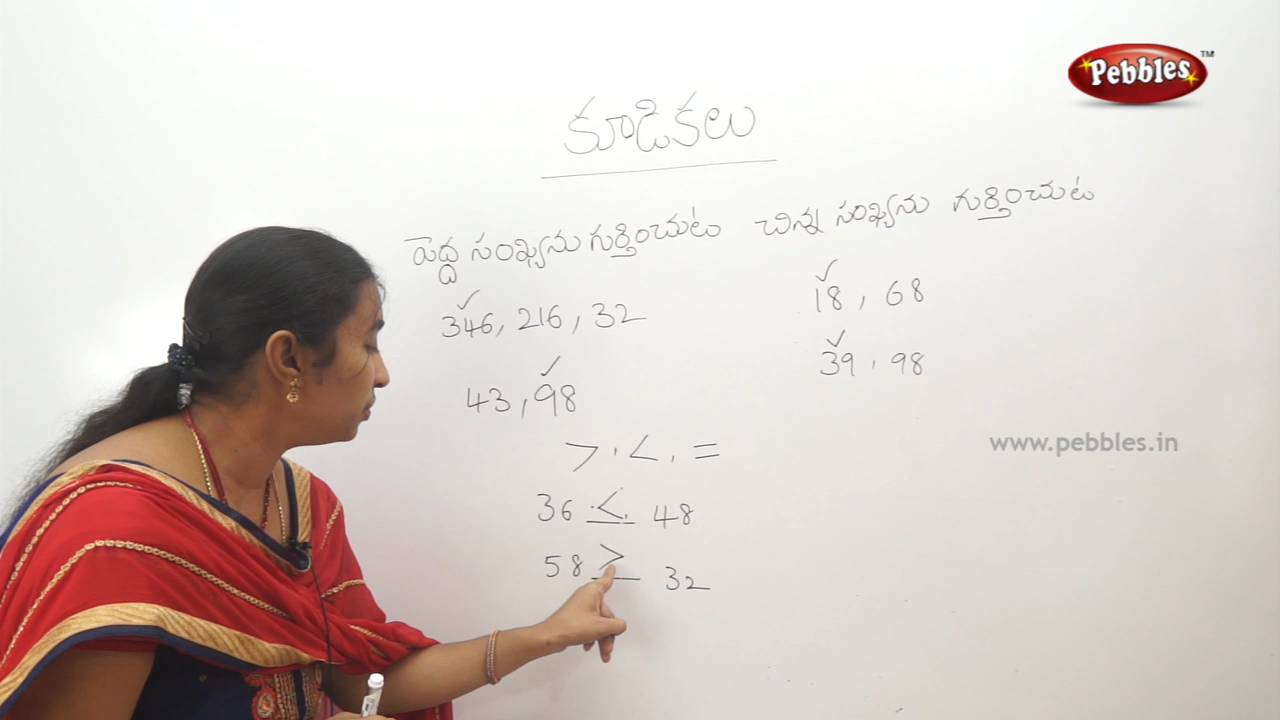 Pebbles TM
కూడికలు
పెద్ద సంఖ్యను గుర్తించుట చిన్న సంఖ్యను గుర్తించుట
✓ ✓
346, 216, 32 18, 68
✓ ✓
43, 98 39, 98
>, <, =
www.pebbles.in
36 < 48
58 > 32